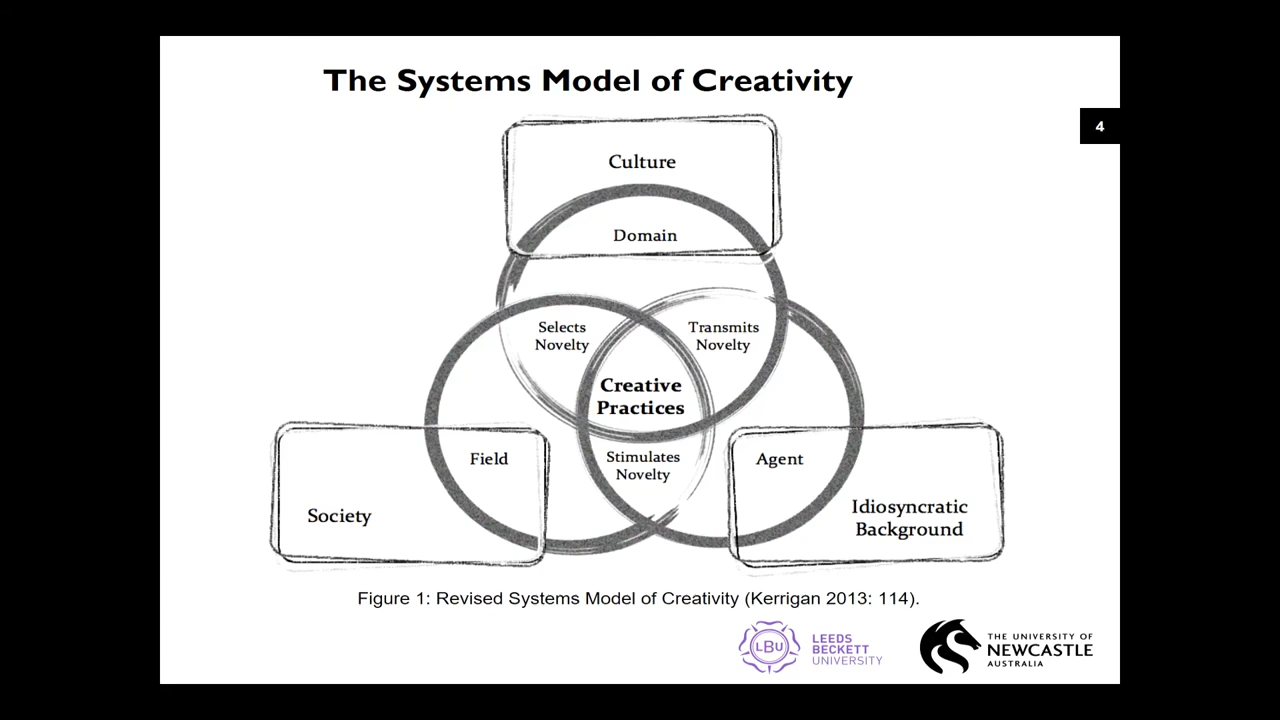 The Systems Model of Creativity
4
Culture
Domain
Selects
Novelty
Transmits
Novelty
Creative
Practices
Field
Stimulates
Novelty
Agent
Society
Idiosyncratic
Background
Figure 1: Revised Systems Model of Creativity (Kerrigan 2013: 114).
LBU
LEEDS
BECKETT
UNIVERSITY
THE UNIVERSITY OF
NEWCASTLE
AUSTRALIA